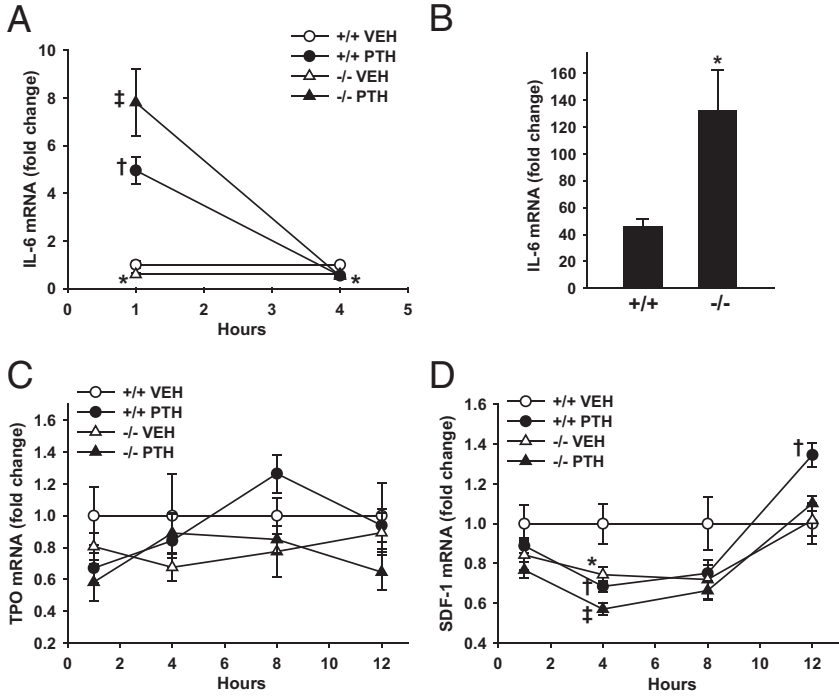 A
+/+ VEH
+/+ PTH
-/- VEH
-/- PTH
IL-6 mRNA (fold change)
10
8
6
4
2
0
‡
†
*
*
0 1 2 3 4 5
Hours
B
IL-6 mRNA (fold change)
160
140
120
100
80
60
40
20
0
*
+/+ -/-
C
+/+ VEH
+/+ PTH
-/- VEH
-/- PTH
TPO mRNA (fold change)
1.6
1.4
1.2
1.0
0.8
0.6
0.4
0.2
0 2 4 6 8 10 12
Hours
D
+/+ VEH
+/+ PTH
-/- VEH
-/- PTH
SDF-1 mRNA (fold change)
1.6
1.4
1.2
1.0
0.8
0.6
0.4
†
*
†
‡
0 2 4 6 8 10 12
Hours